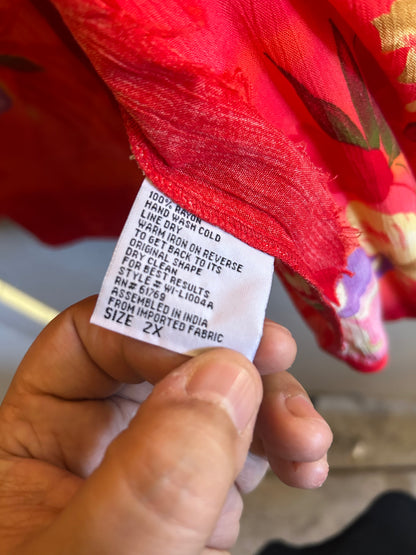 100% RAYON
HAND WASH COLD
LINE DRY
WARM IRON ON REVERSE
TO GET BACK TO ITS
ORIGINAL SHAPE
DRY CLEAN
FOR BEST RESULTS
STYLE # WI-L1004A
RN# 61769
ASSEMBLED IN INDIA
FROM IMPORTED FABRIC
SIZE 2X